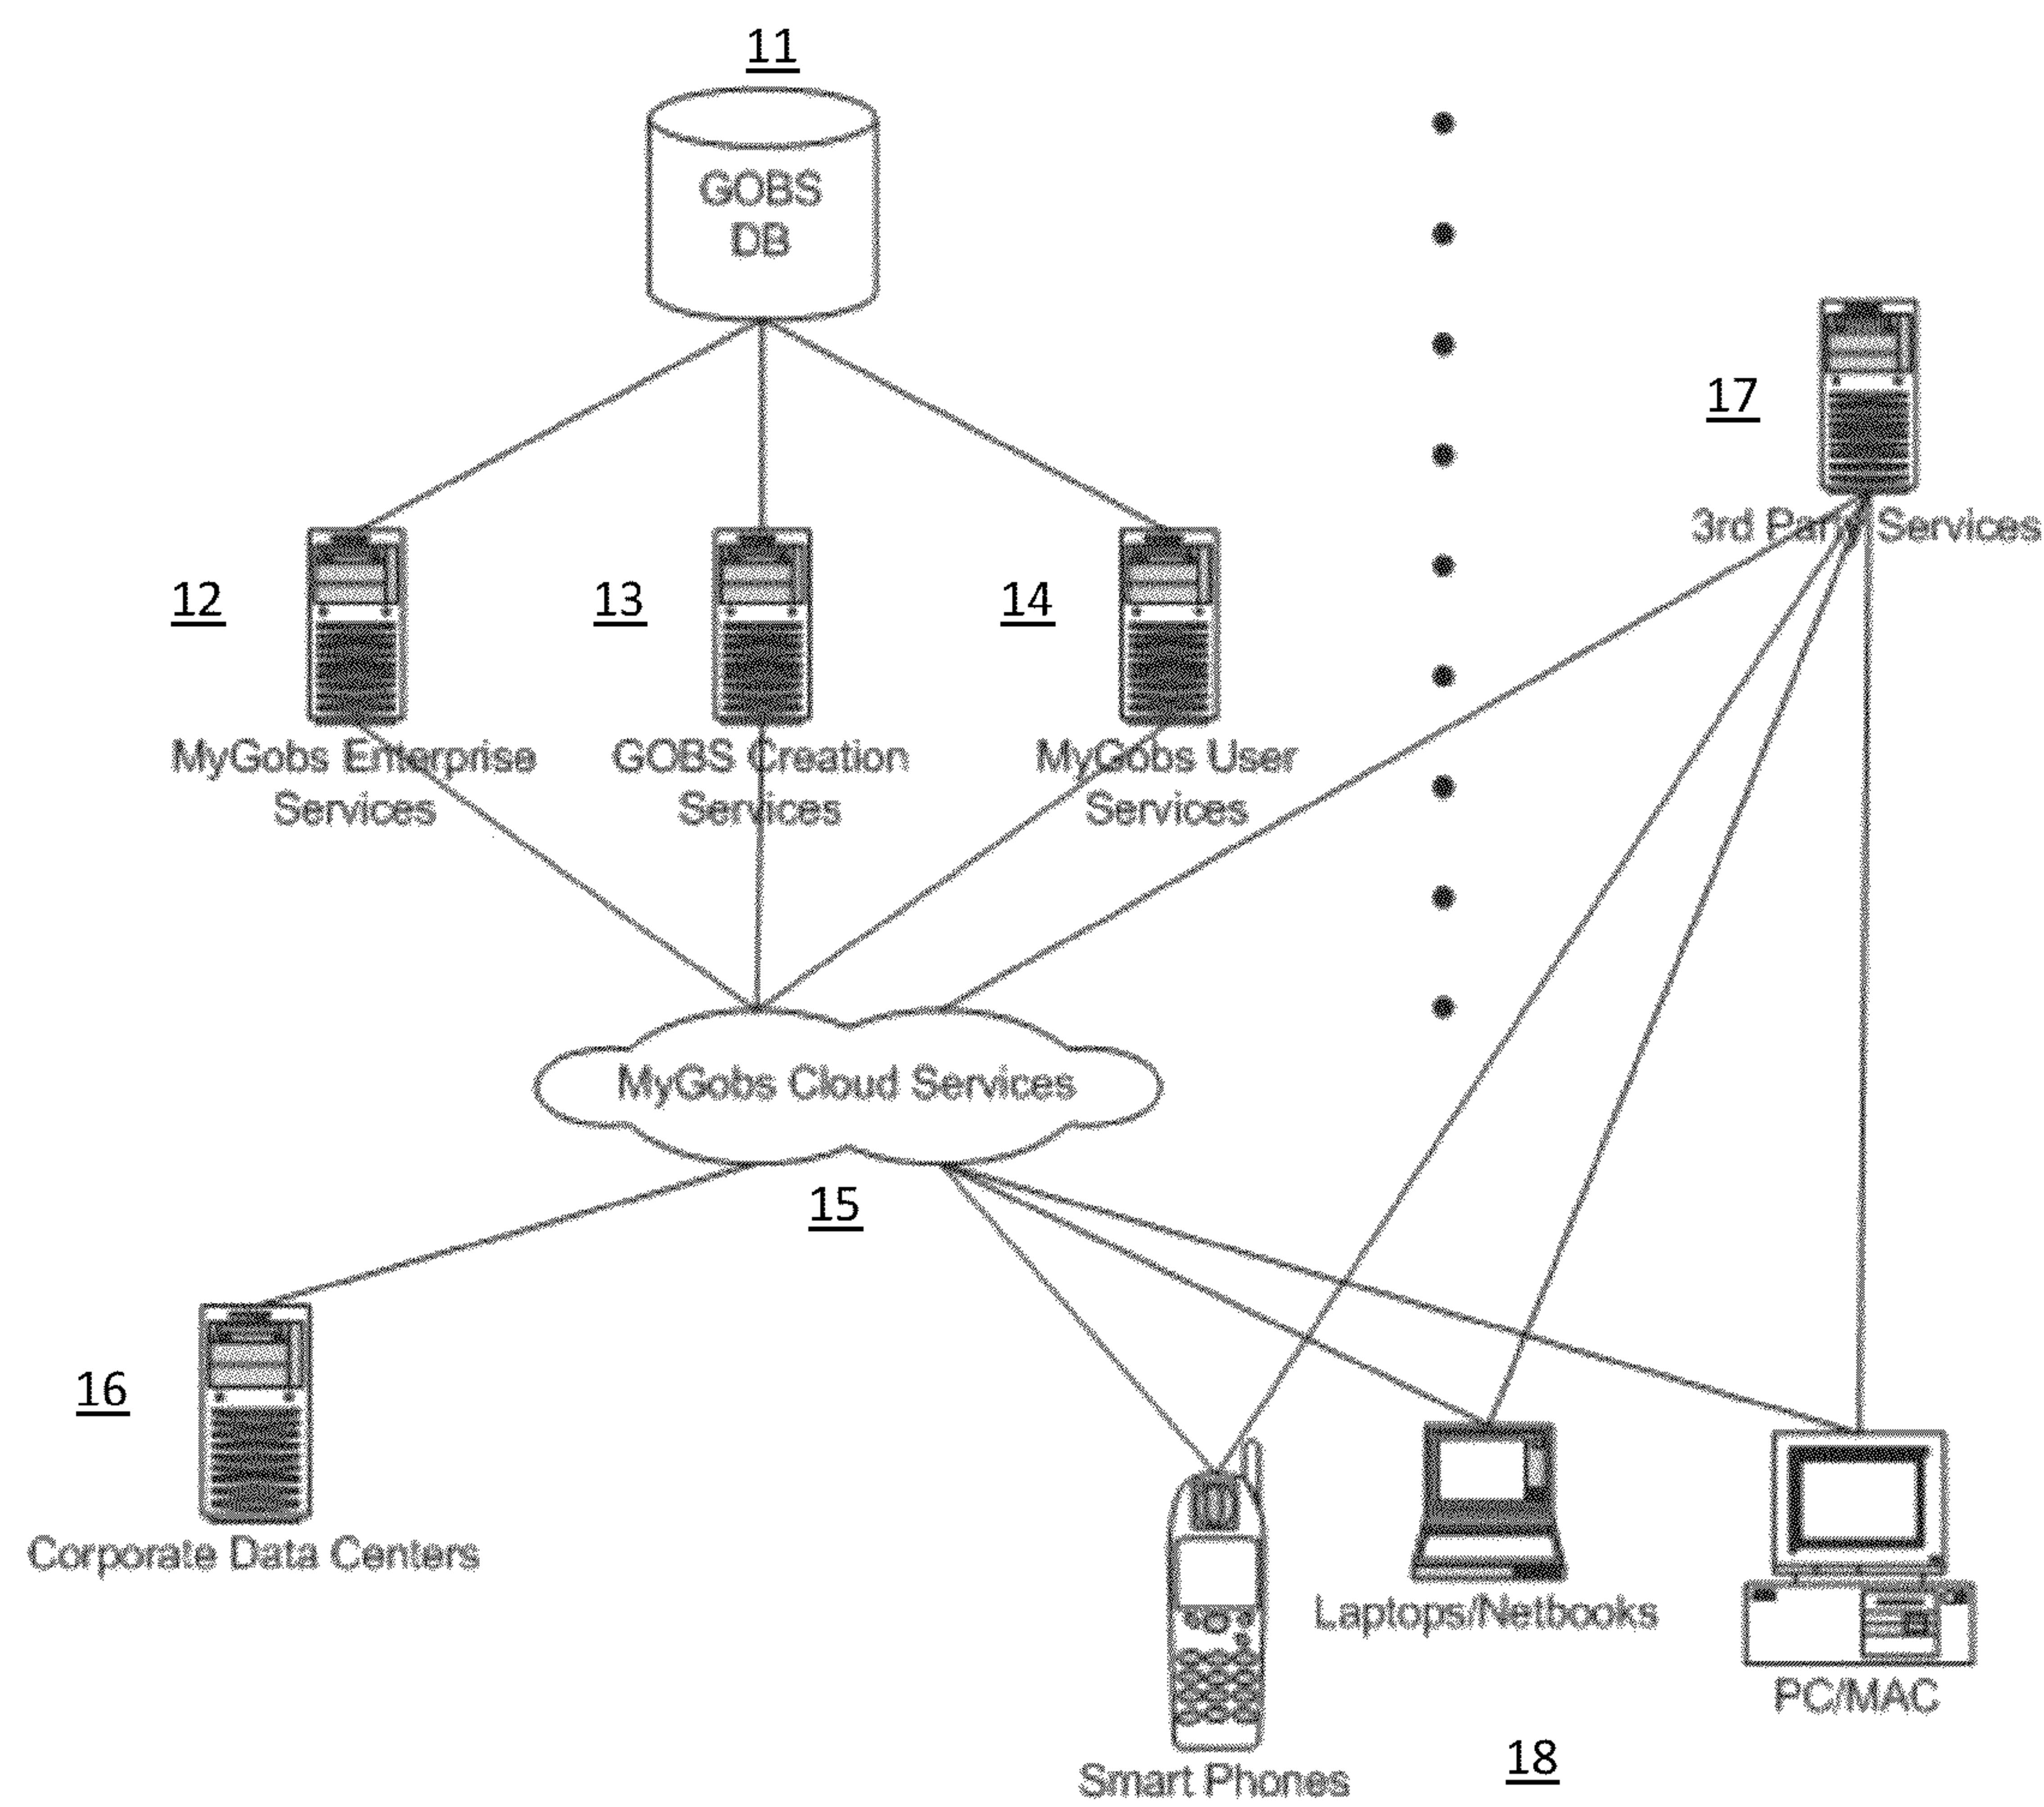 11
GOBS
DB
17
3rd Party Services
12
13
14
MyGobs Enterprise
Services
GOBS Creation
Services
MyGobs User
Services
MyGobs Cloud Services
15
16
Corporate Data Centers
Laptops/Netbooks
PC/MAC
18
Smart Phones